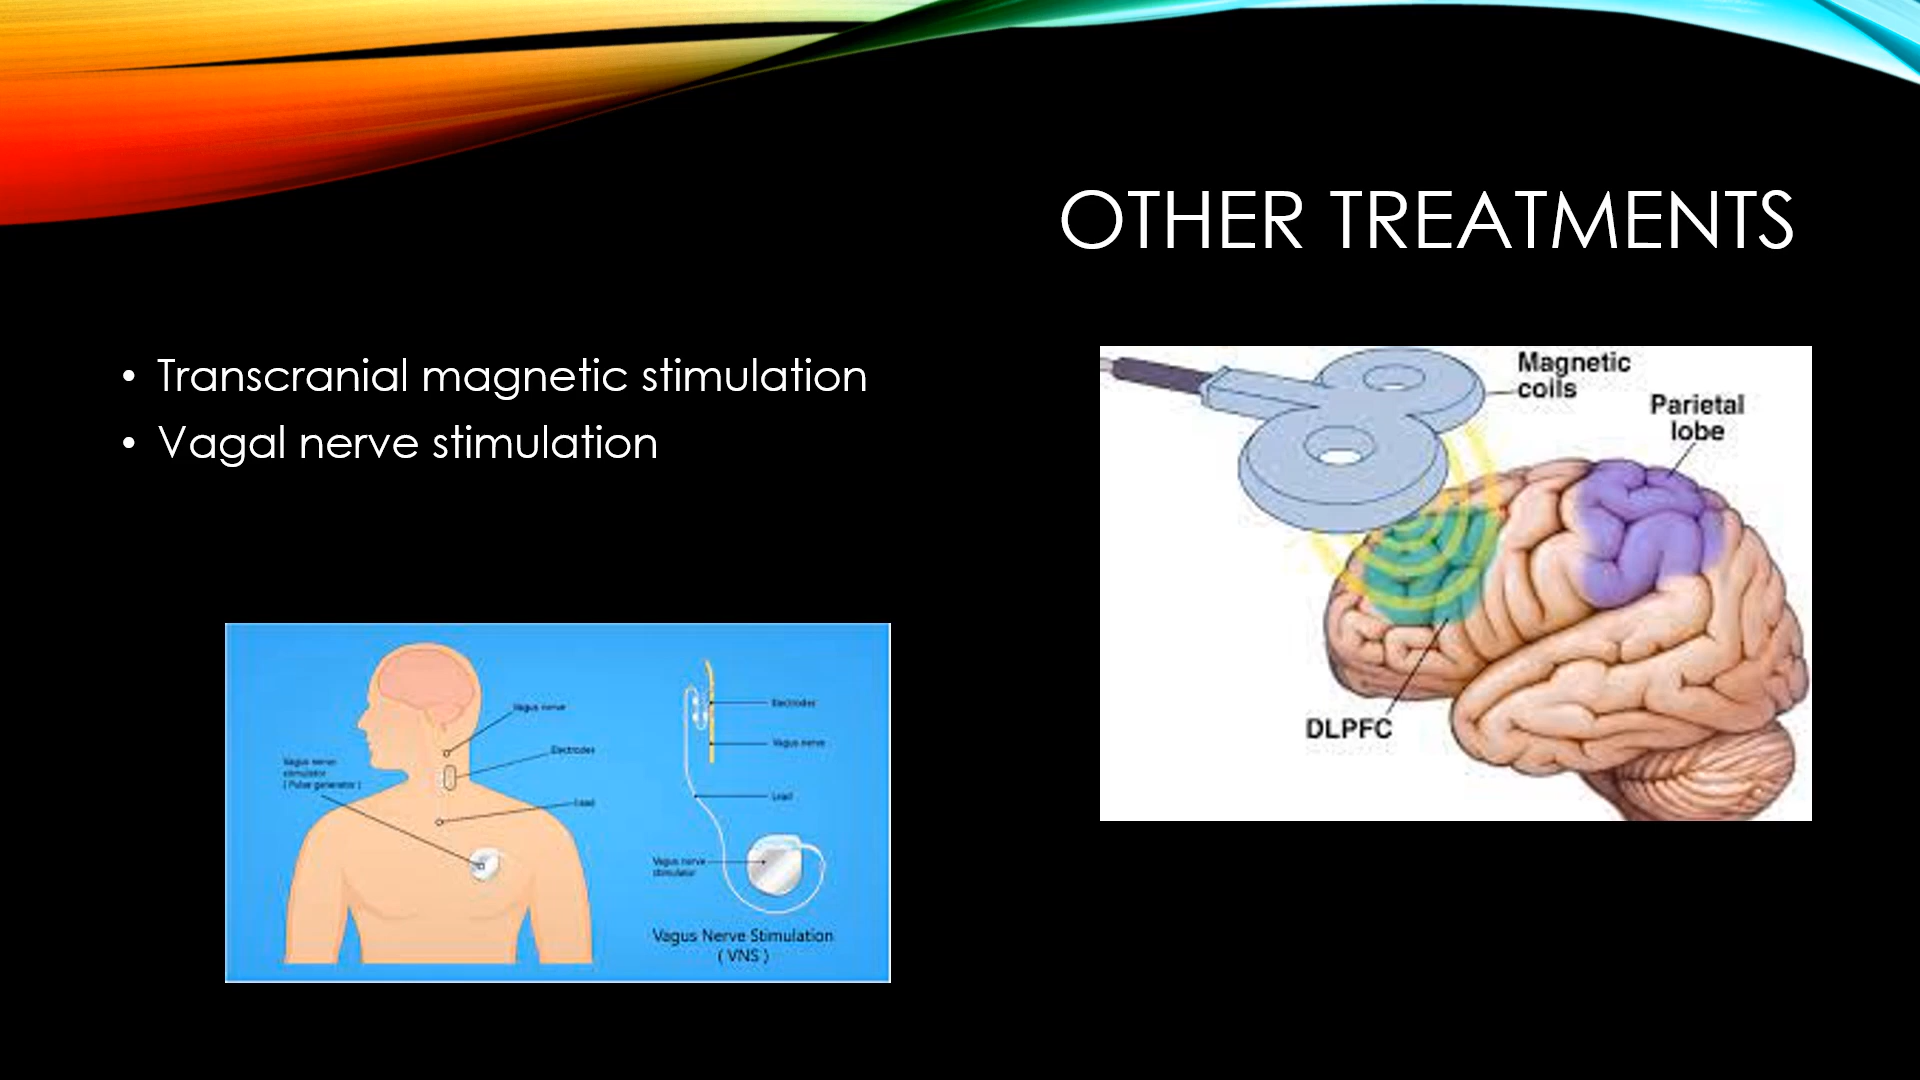 OTHER TREATMENTS
• Transcranial magnetic stimulation
• Vagal nerve stimulation
Magnetic
coils
Parietal
lobe
DLPFC
Vagus nerve
Electrodes
Vagus nerve
stimulator
( Pulse generator )
Lead
Electrodes
Vagus nerve
Lead
Vagus nerve
stimulator
Vagus Nerve Stimulation
( VNS )